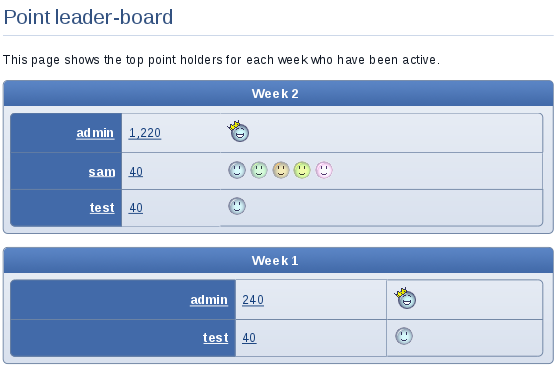 Point leader-board
This page shows the top point holders for each week who have been active.
Week 2
admin 1,220
sam 40
test 40
Week 1
admin 240
test 40